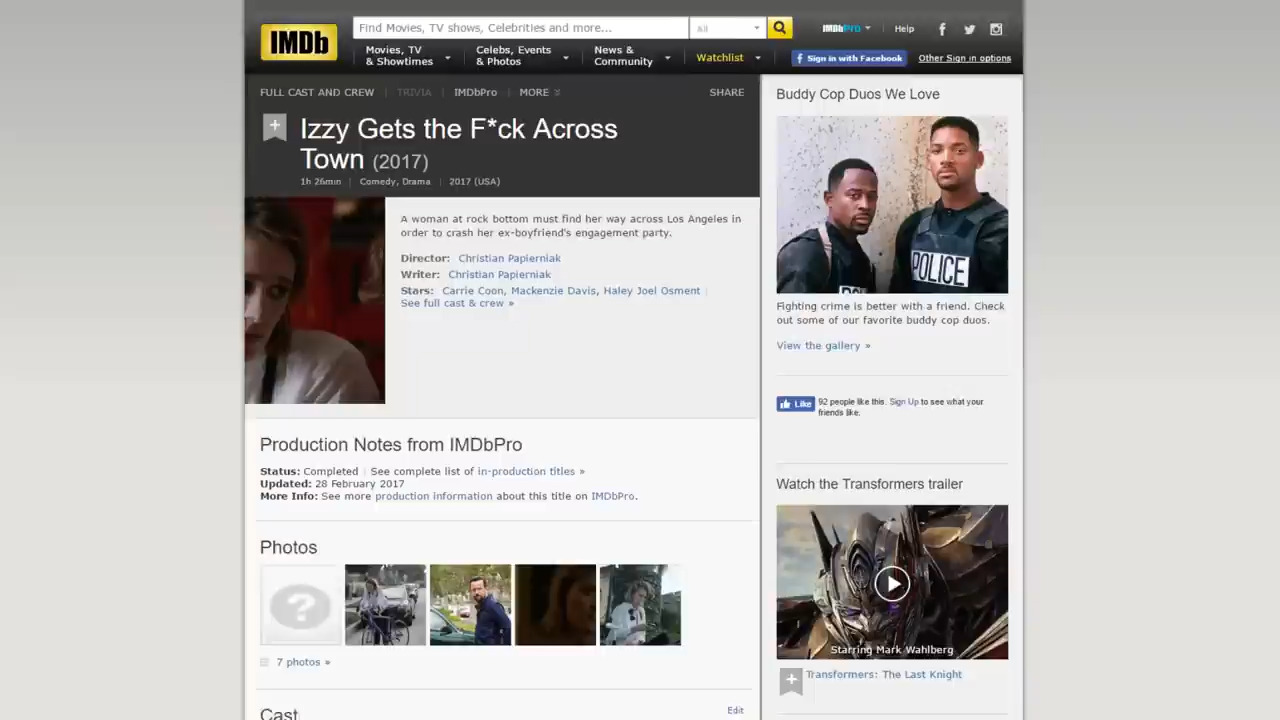 IMDb
Find Movies, TV shows, Celebrities and more...
All
IMDbPro
Help
Movies, TV & Showtimes
Celebs, Events & Photos
News & Community
Watchlist
Sign in with Facebook
Other Sign in options
FULL CAST AND CREW
TRIVIA
IMDbPro
MORE
SHARE
Izzy Gets the F*ck Across
Town (2017)
1h 26min | Comedy, Drama | 2017 (USA)
A woman at rock bottom must find her way across Los Angeles in
order to crash her ex-boyfriend's engagement party.
Director: Christian Papierniak
Writer: Christian Papierniak
Stars: Carrie Coon, Mackenzie Davis, Haley Joel Osment |
See full cast & crew »
Production Notes from IMDbPro
Status: Completed | See complete list of in-production titles »
Updated: 28 February 2017
More Info: See more production information about this title on IMDbPro.
Photos
7 photos »
Cast
Edit
Buddy Cop Duos We Love
POLICE
Fighting crime is better with a friend. Check
out some of our favorite buddy cop duos.
View the gallery »
Like
92 people like this. Sign Up to see what your
friends like.
Watch the Transformers trailer
Starring Mark Wahlberg
Transformers: The Last Knight